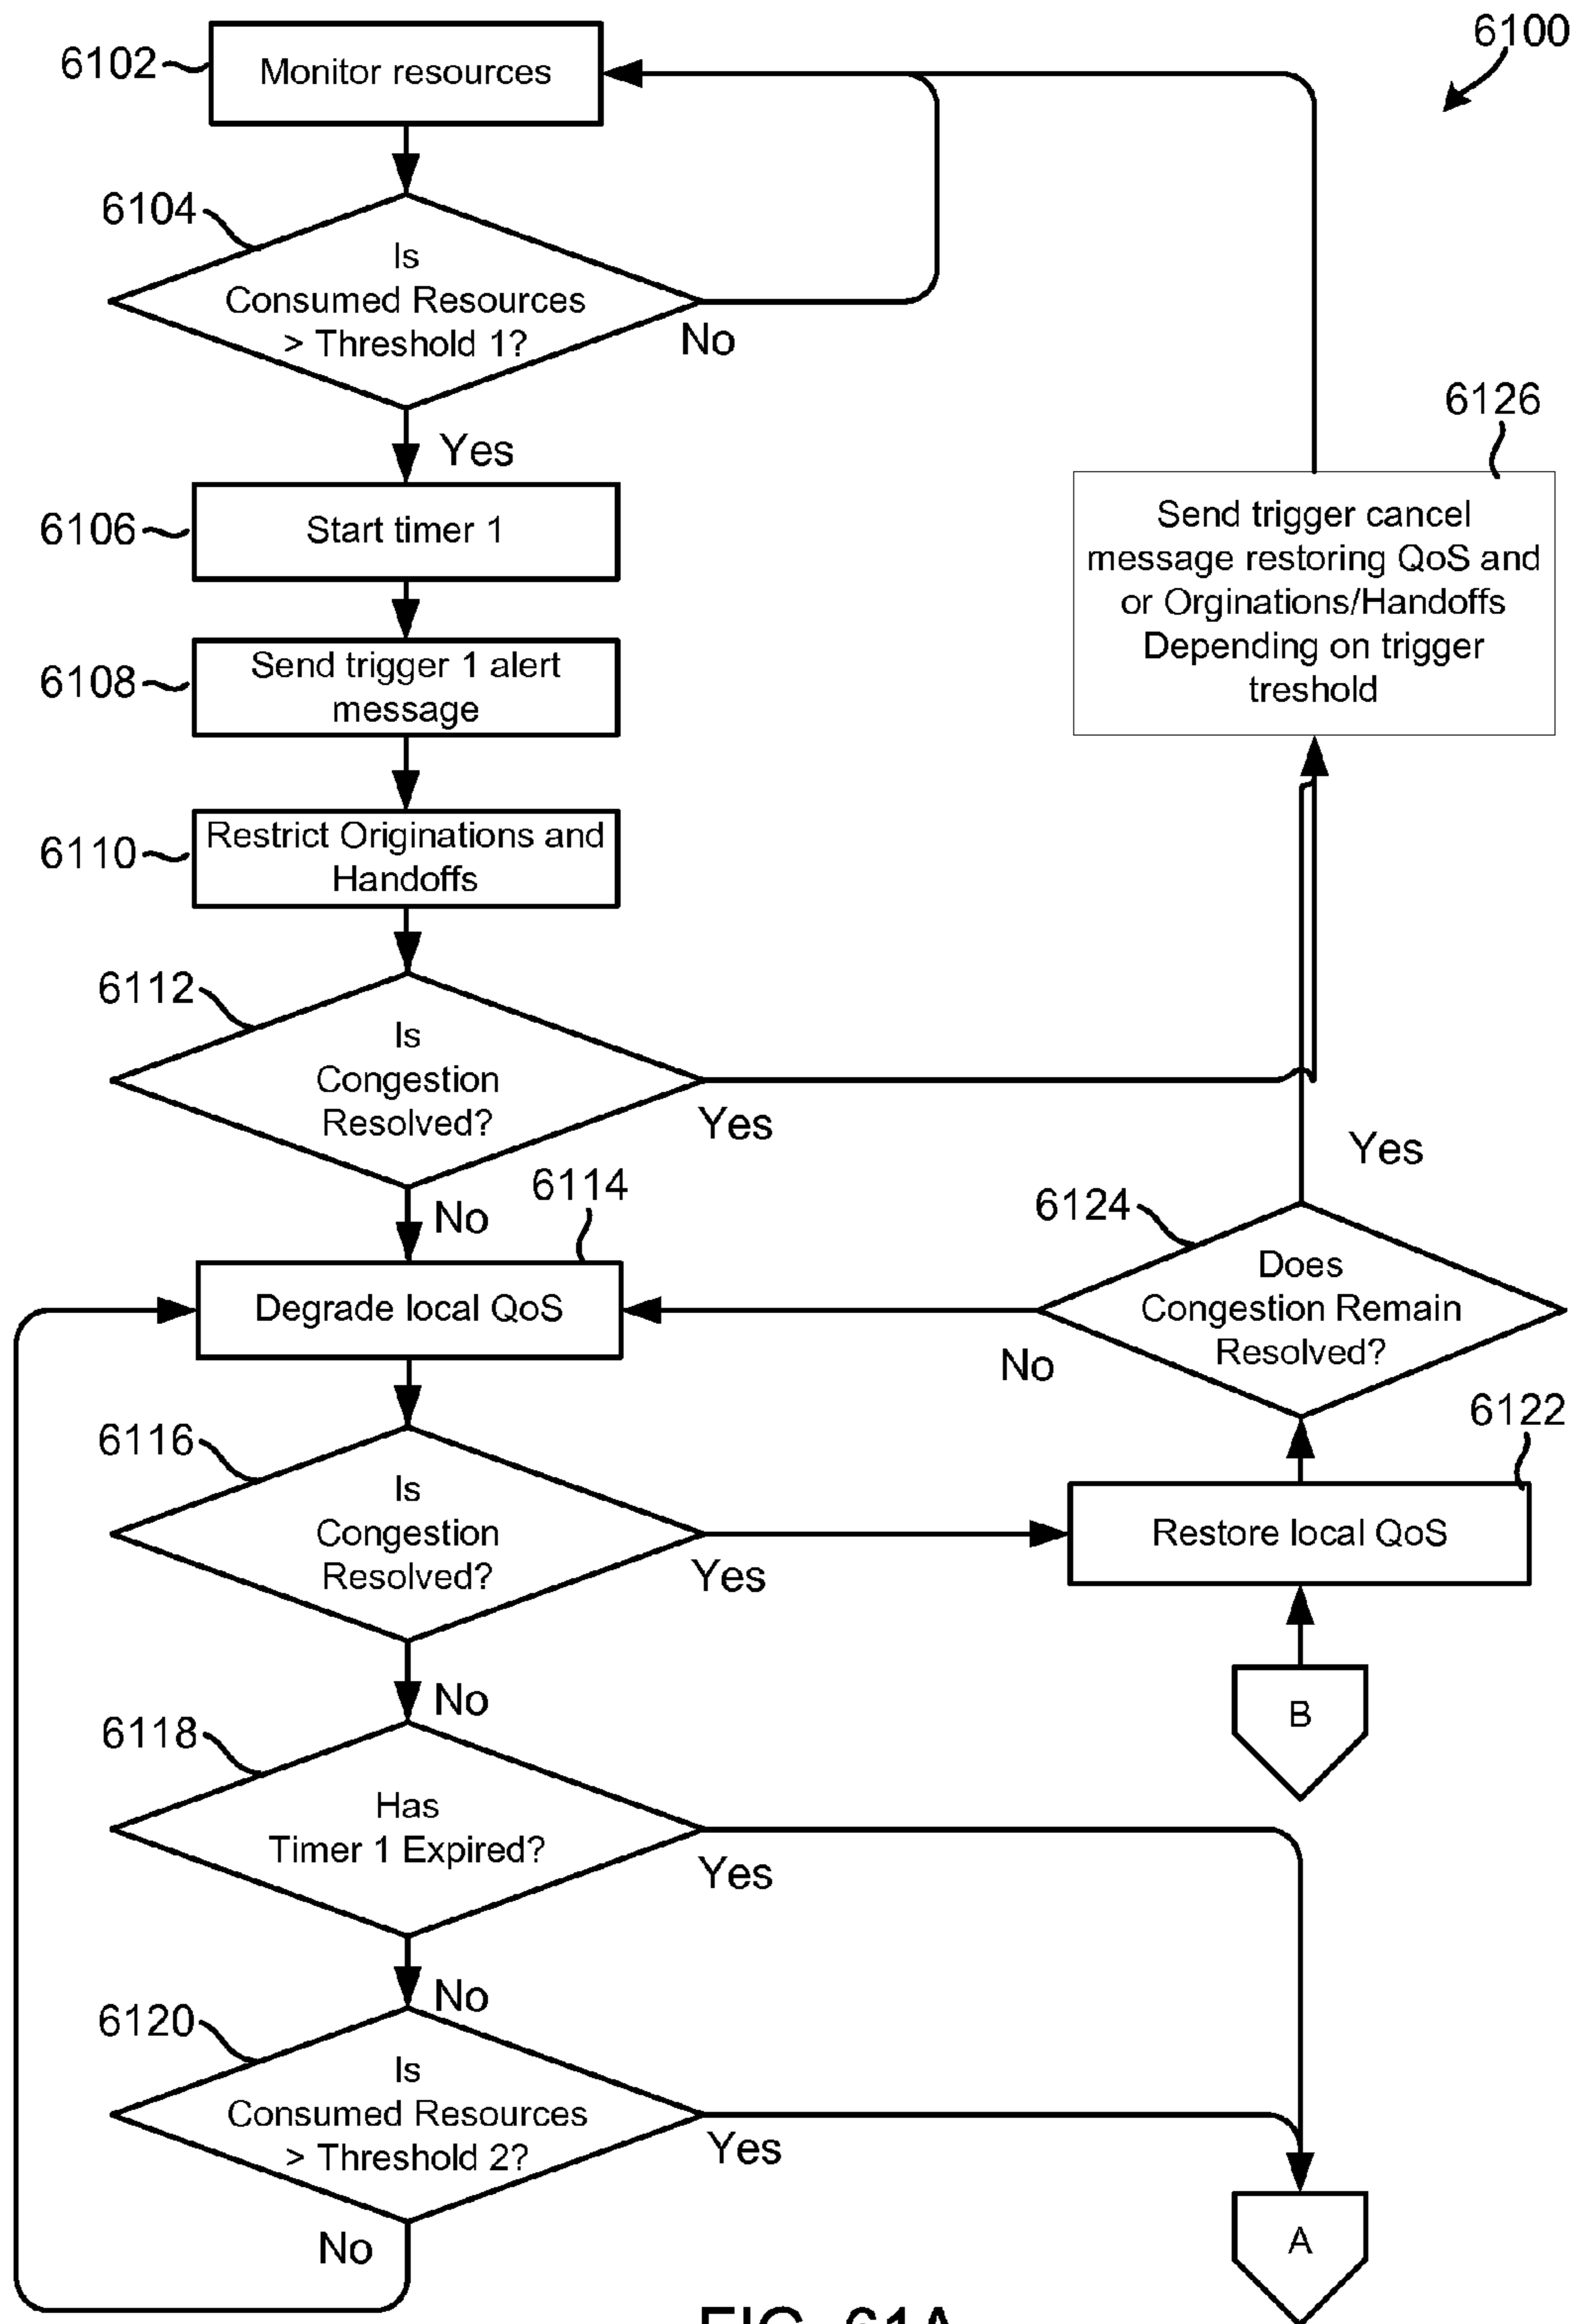 6100
6102
Monitor resources
6104
Is
Consumed Resources
> Threshold 1?
No
Yes
6126
Send trigger cancel
message restoring QoS and
or Orginations/Handoffs
Depending on trigger
treshold
6106
Start timer 1
6108
Send trigger 1 alert
message
6110
Restrict Originations and
Handoffs
6112
Is
Congestion
Resolved?
Yes
No
6114
Degrade local QoS
Yes
6124
Does
Congestion Remain
Resolved?
No
6122
Restore local QoS
6116
Is
Congestion
Resolved?
Yes
No
B
6118
Has
Timer 1 Expired?
Yes
No
6120
Is
Consumed Resources
> Threshold 2?
Yes
No
A
FIG. 61A